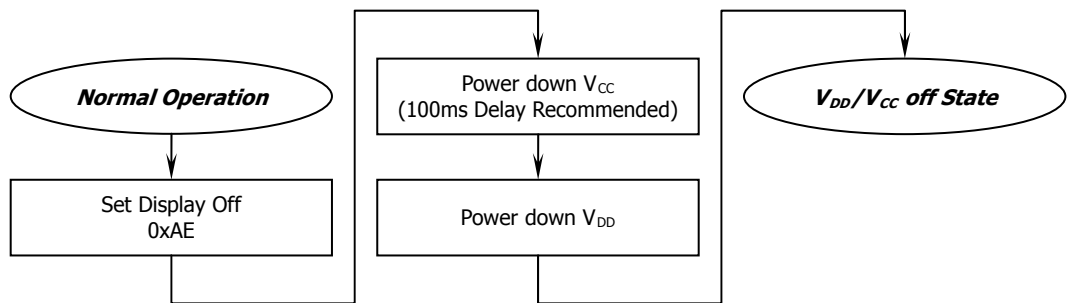 Normal Operation
Set Display Off
0xAE
Power down VCC
(100ms Delay Recommended)
Power down VDD
VDD/VCC off State